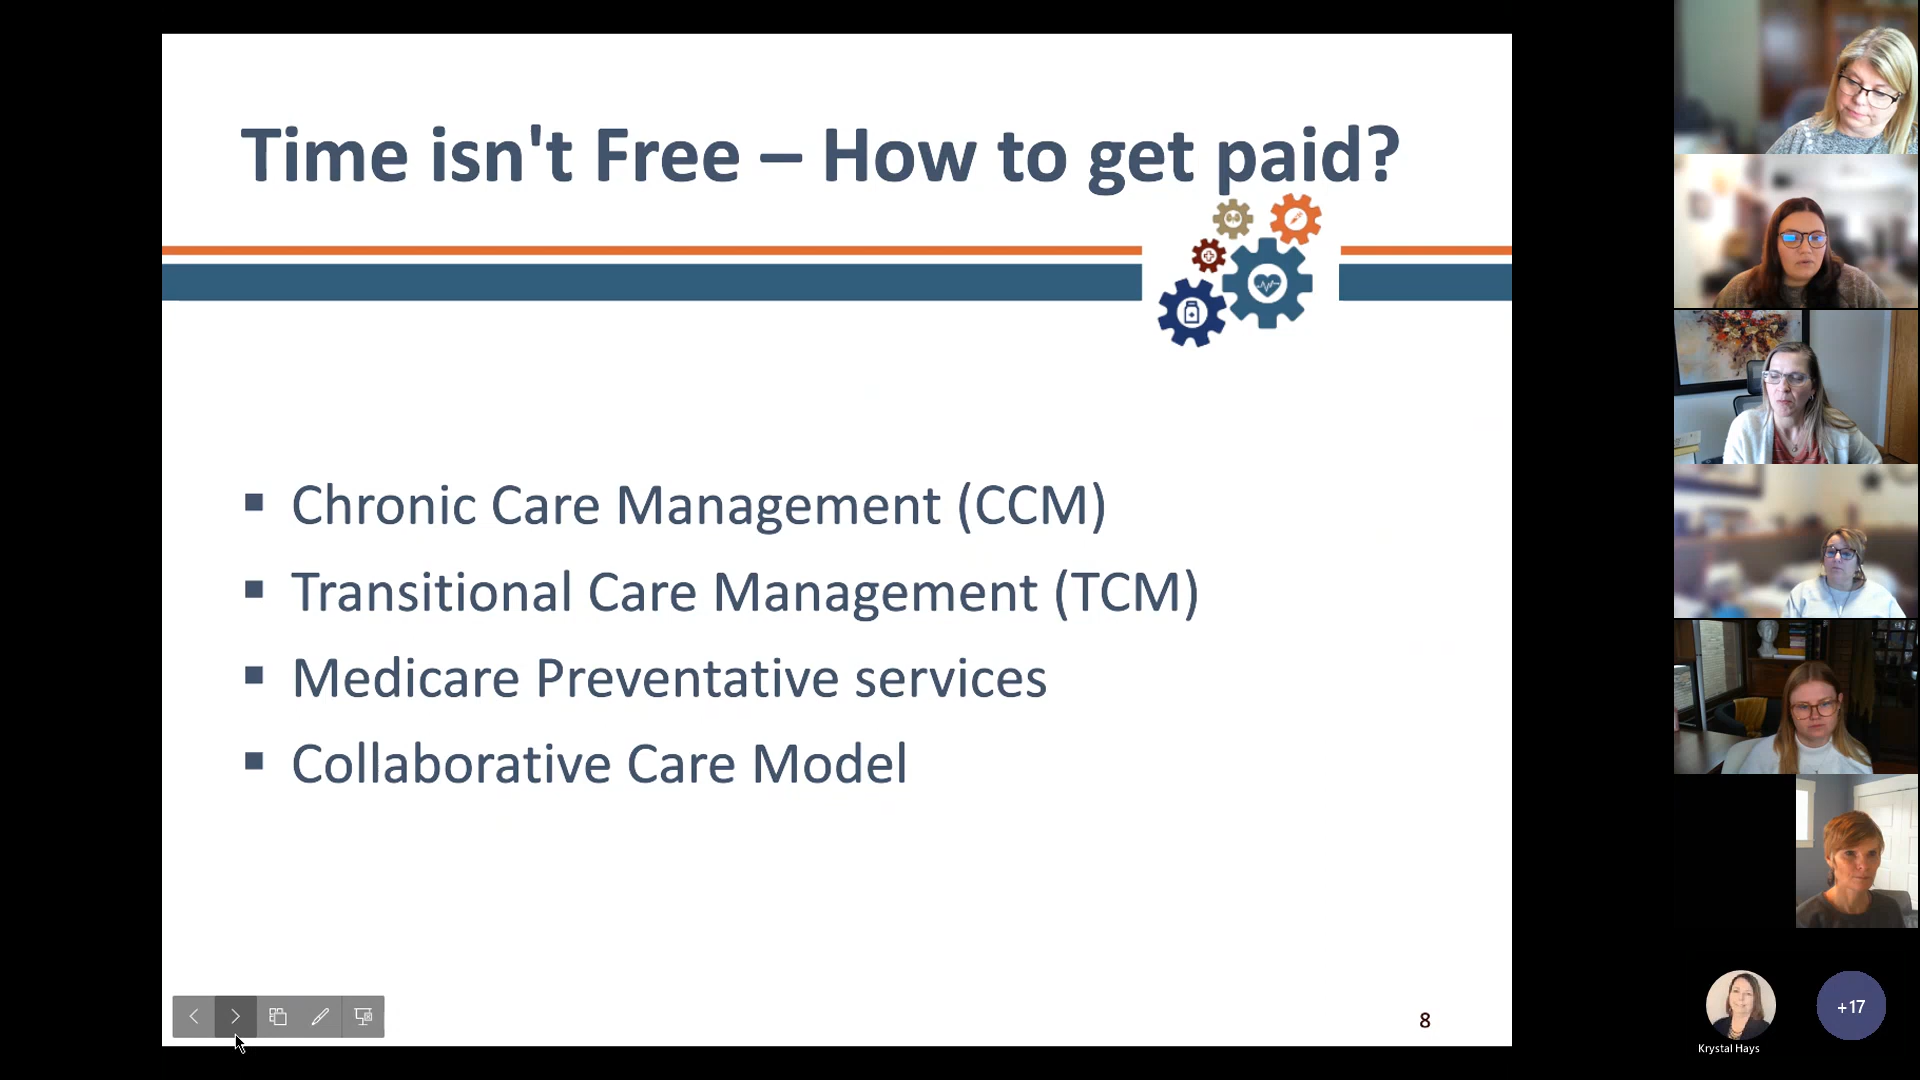 Time isn't Free – How to get paid?
Chronic Care Management (CCM)
Transitional Care Management (TCM)
Medicare Preventative services
Collaborative Care Model
8
+17
Krystal Hays